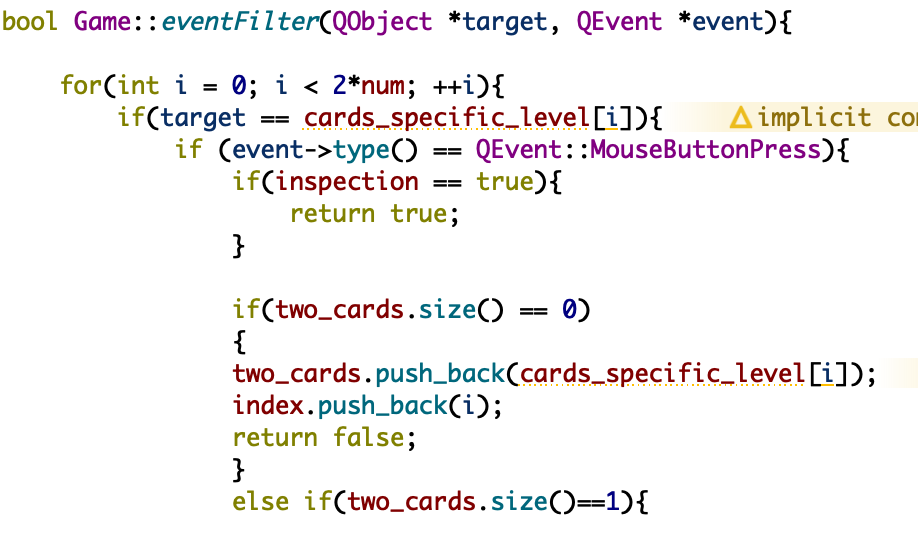 bool Game::eventFilter(QObject *target, QEvent *event){
for(int i = 0; i < 2*num; ++i){
if(target == cards_specific_level[i]){ implicit
if (event->type() == QEvent::MouseButtonPress){
if(inspection == true){
return true;
}
if(two_cards.size() == 0)
{
two_cards.push_back(cards_specific_level[i]);
index.push_back(i);
return false;
}
else if(two_cards.size()==1){